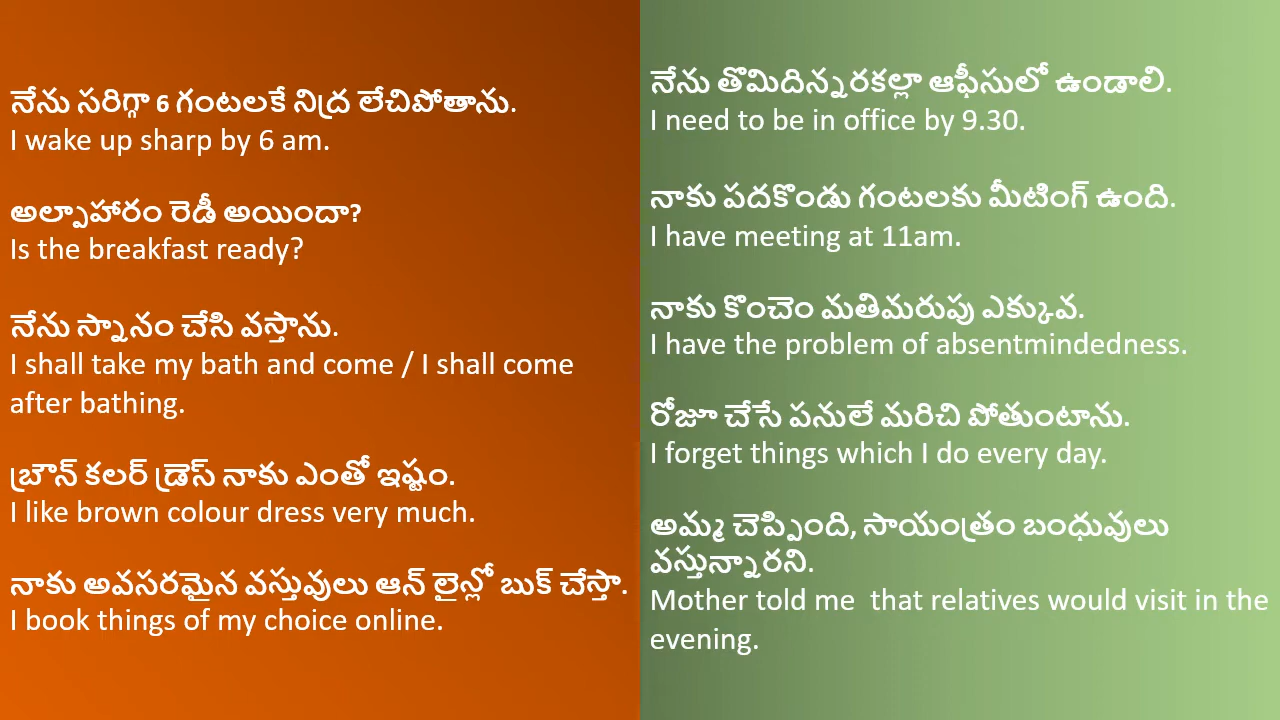 నేను సరిగ్గా 6 గంటలకే నిద్ర లేచిపోతాను.
I wake up sharp by 6 am.
అల్పాహారం రెడీ అయిందా?
Is the breakfast ready?
నేను స్నానం చేసి వస్తాను.
I shall take my bath and come / I shall come
after bathing.
బ్రౌన్ కలర్ డ్రెస్ నాకు ఎంతో ఇష్టం.
I like brown colour dress very much.
నాకు అవసరమైన వస్తువులు ఆన్ లైన్లో బుక్ చేస్తా.
I book things of my choice online.
నేను తొమిదిన్నరకల్లా ఆఫీసులో ఉండాలి.
I need to be in office by 9.30.
నాకు పదకొండు గంటలకు మీటింగ్ ఉంది.
I have meeting at 11am.
నాకు కొంచెం మతిమరుపు ఎక్కువ.
I have the problem of absentmindedness.
రోజూ చేసే పనులే మరిచి పోతుంటాను.
I forget things which I do every day.
అమ్మ చెప్పింది, సాయంత్రం బంధువులు
వస్తున్నారని.
Mother told me  that relatives would visit in the
evening.